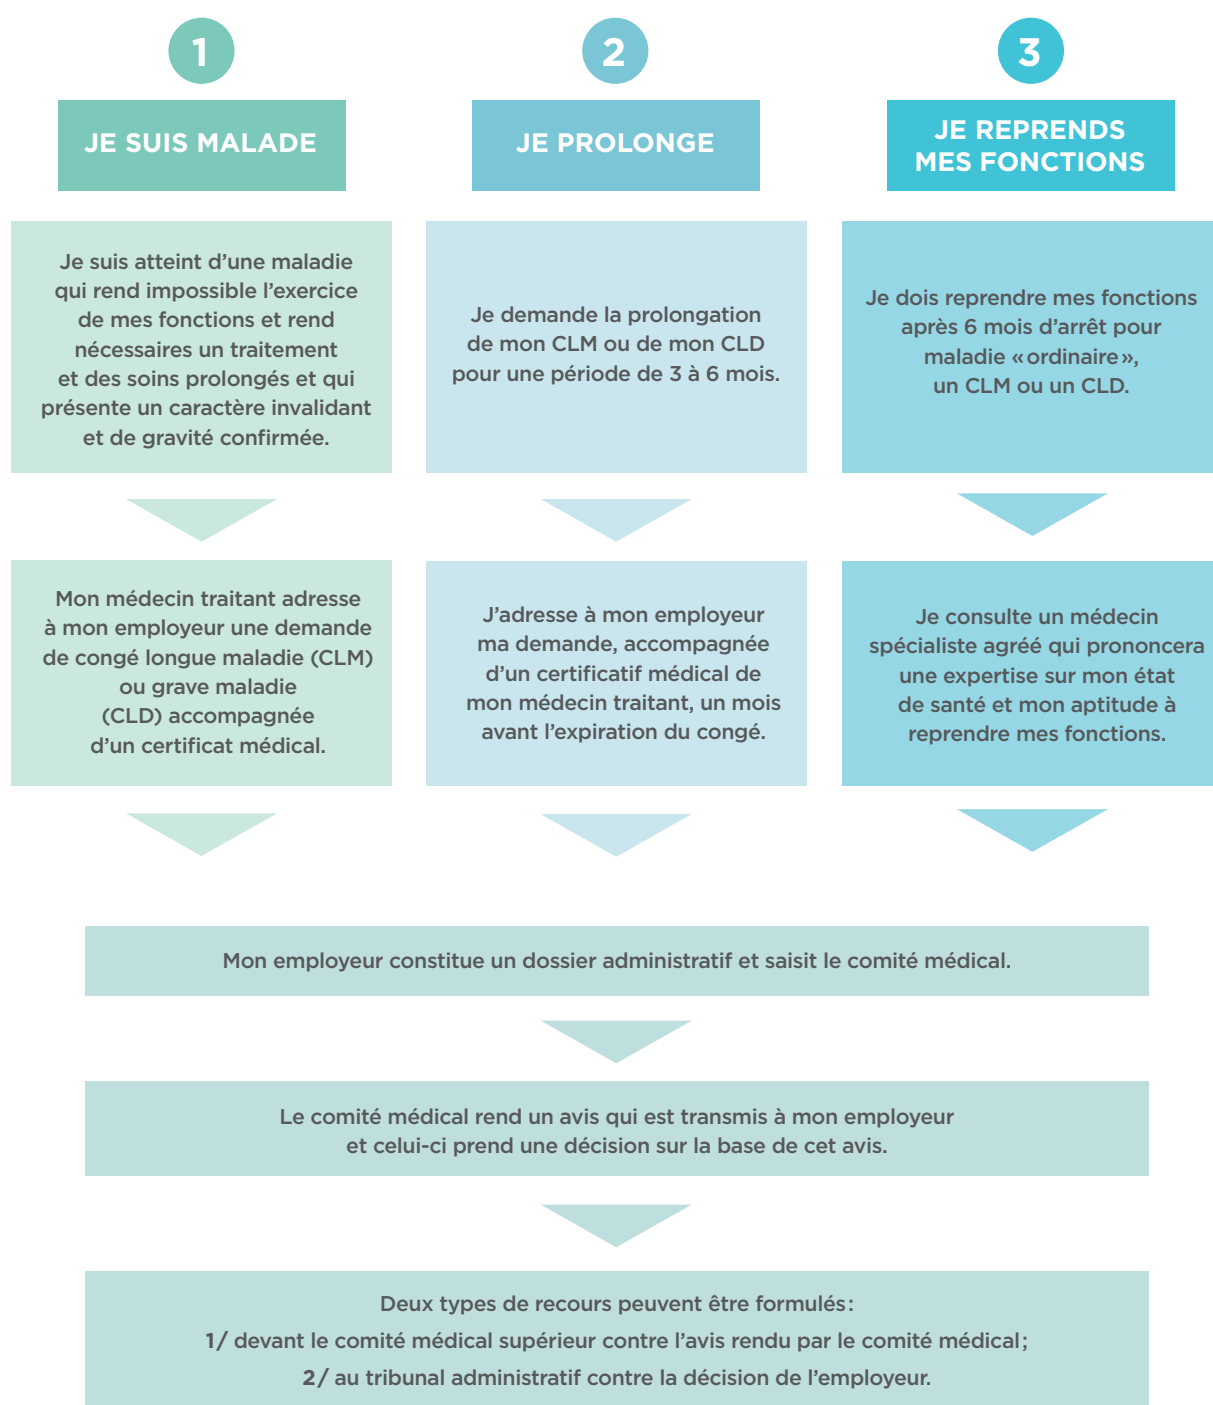 1
JE SUIS MALADE
Je suis atteint d’une maladie
qui rend impossible l’exercice
de mes fonctions et rend
nécessaires un traitement
et des soins prolongés et qui
présente un caractère invalidant
et de gravité confirmée.
Mon médecin traitant adresse
à mon employeur une demande
de congé longue maladie (CLM)
ou grave maladie
(CLD) accompagnée
d’un certificat médical.
2
JE PROLONGE
Je demande la prolongation
de mon CLM ou de mon CLD
pour une période de 3 à 6 mois.
J’adresse à mon employeur
ma demande, accompagnée
d’un certificatif médical de
mon médecin traitant, un mois
avant l’expiration du congé.
3
JE REPRENDS
MES FONCTIONS
Je dois reprendre mes fonctions
après 6 mois d’arrêt pour
maladie « ordinaire »,
un CLM ou un CLD.
Je consulte un médecin
spécialiste agréé qui prononcera
une expertise sur mon état
de santé et mon aptitude à
reprendre mes fonctions.
Mon employeur constitue un dossier administratif et saisit le comité médical.
Le comité médical rend un avis qui est transmis à mon employeur
et celui-ci prend une décision sur la base de cet avis.
Deux types de recours peuvent être formulés :
1/ devant le comité médical supérieur contre l’avis rendu par le comité médical ;
2/ au tribunal administratif contre la décision de l’employeur.